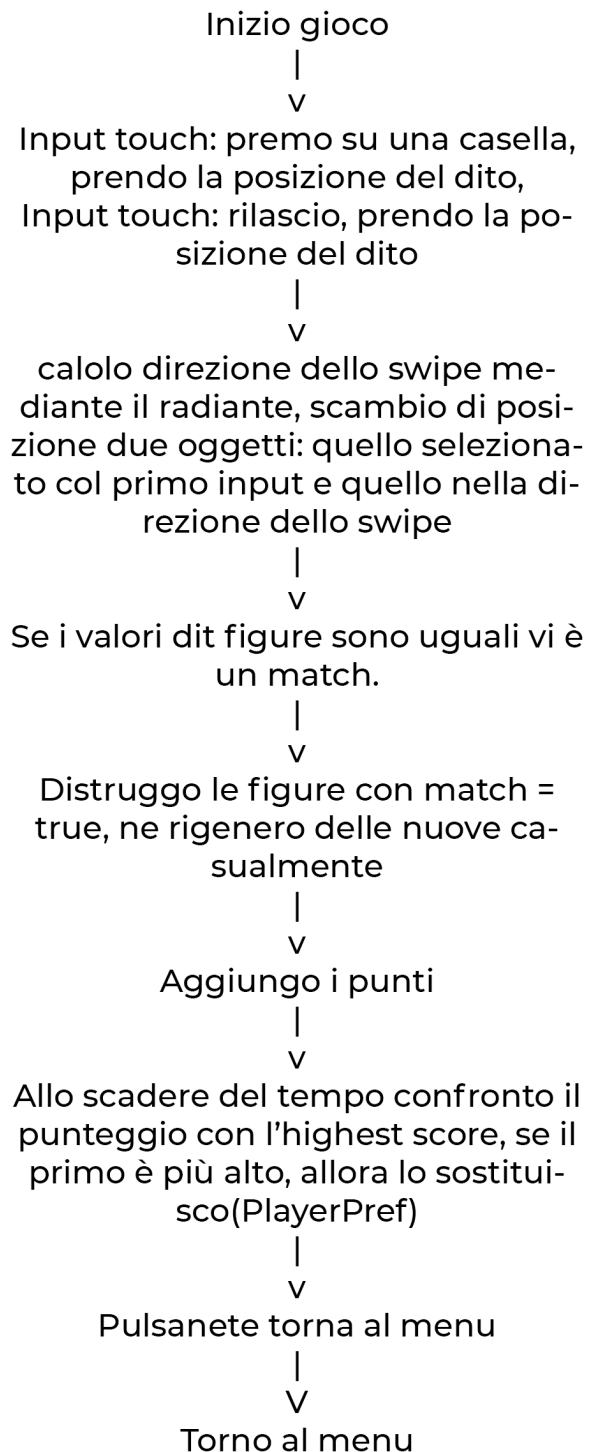 Inizio gioco
|
v
Input touch: premo su una casella,
prendo la posizione del dito,
Input touch: rilascio, prendo la po-
sizione del dito
|
v
calolo direzione dello swipe me-
diante il radiante, scambio di posi-
zione due oggetti: quello seleziona-
to col primo input e quello nella di-
rezione dello swipe
|
v
Se i valori dit figure sono uguali vi è
un match.
|
v
Distruggo le figure con match =
true, ne rigenero delle nuove ca-
sualmente
|
v
Aggiungo i punti
|
v
Allo scadere del tempo confronto il
punteggio con l’highest score, se il
primo è più alto, allora lo sostitui-
sco(PlayerPref)
|
v
Pulsanete torna al menu
|
V
Torno al menu